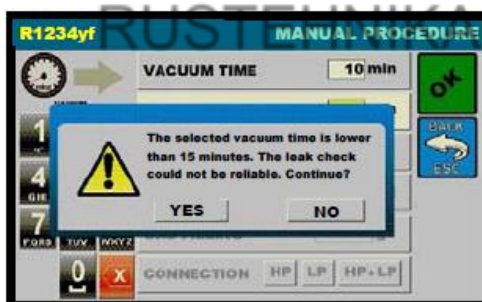 RUSTEHNIKA
R1234yf MANUAL PROCEDURE
VACUUM TIME 10 min
OK
The selected vacuum time is lower
than 15 minutes. The leak check
could not be reliable. Continue?
YES NO
BACK
ESC
1
4
GHI
7
PQRS TUV WXYZ
0 X
CONNECTION HP LP HP+LP